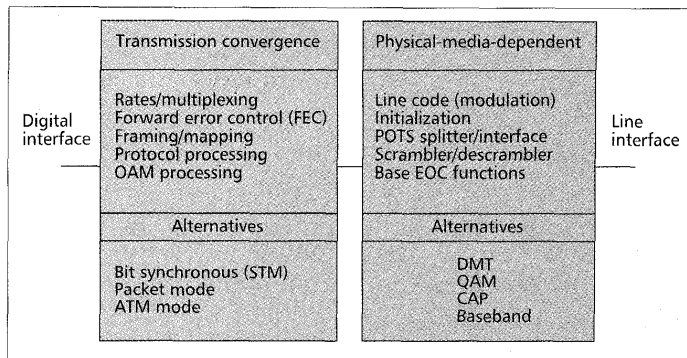 Digital
interface
Transmission convergence
Rates/multiplexing
Forward error control (FEC)
Framing/mapping
Protocol processing
OAM processing
Alternatives
Bit synchronous (STM)
Packet mode
ATM mode
Physical-media-dependent
Line code (modulation)
Initialization
POTS splitter/interface
Scrambler/descrambler
Base EOC functions
Alternatives
DMT
QAM
CAP
Baseband
Line
interface